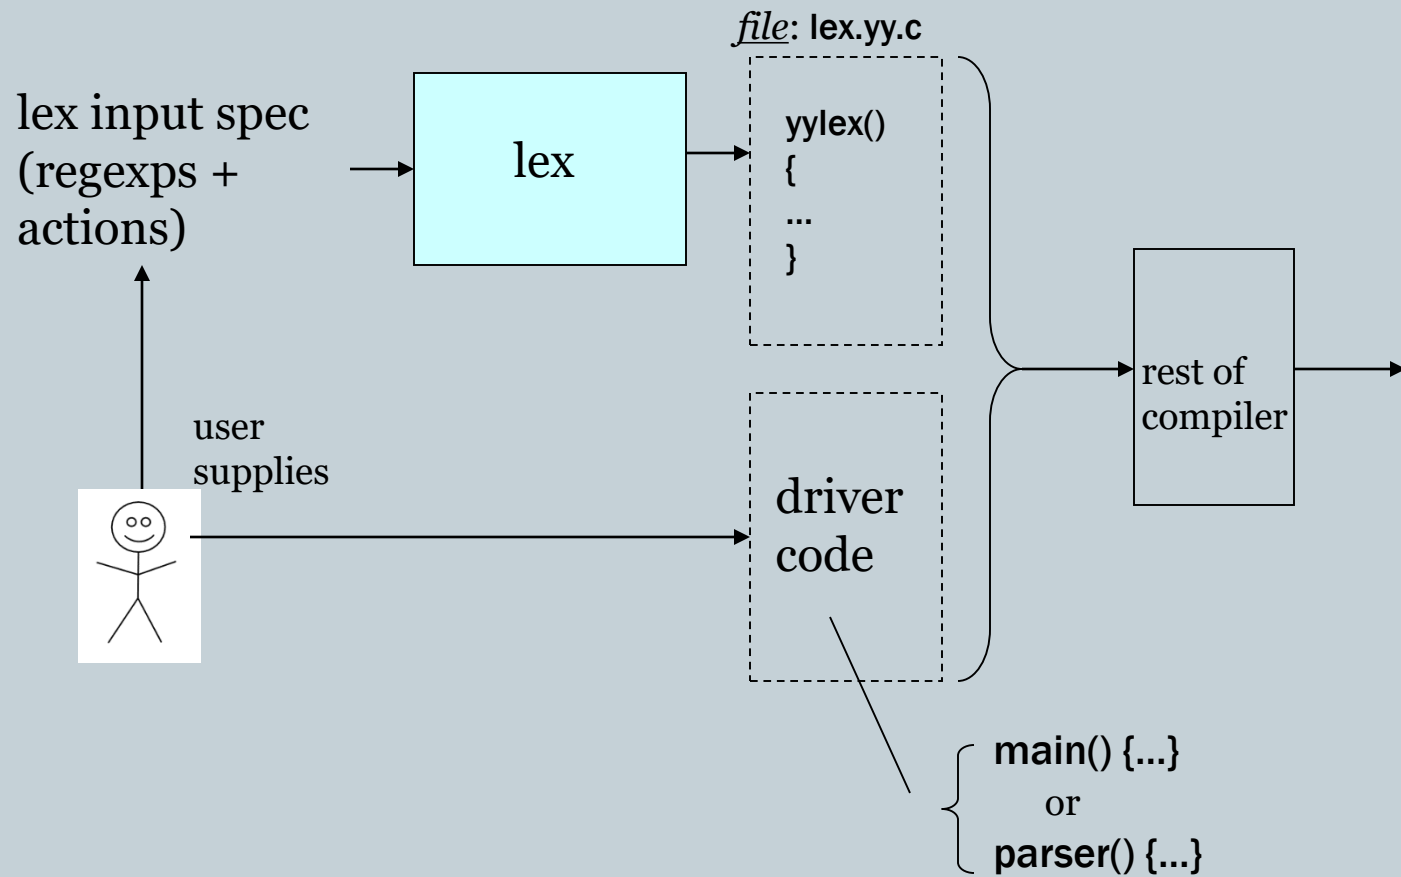 file: lex.yy.c
lex input spec
(regexps +
actions)
lex
yylex()
{
...
}
rest of
compiler
user
supplies
driver
code
main() {...}
or
parser() {...}